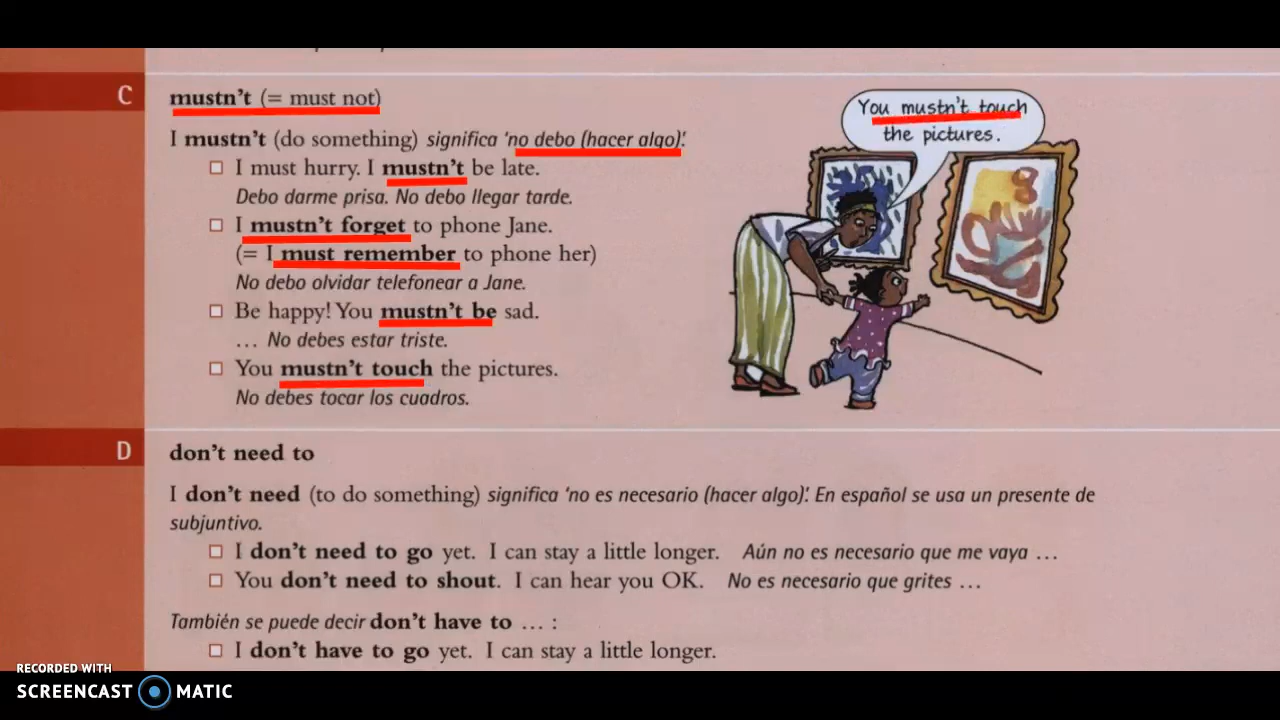 C
mustn't (= must not)
I mustn't (do something) significa 'no debo (hacer algo)'.
I must hurry. I mustn't be late.
Debo darme prisa. No debo llegar tarde.
I mustn't forget to phone Jane.
(= I must remember to phone her)
No debo olvidar telefonear a Jane.
Be happy! You mustn't be sad.
… No debes estar triste.
You mustn't touch the pictures.
No debes tocar los cuadros.
You mustn't touch
the pictures.
D
don't need to
I don't need (to do something) significa 'no es necesario (hacer algo)'. En español se usa un presente de
subjuntivo.
I don't need to go yet. I can stay a little longer. Aún no es necesario que me vaya …
You don't need to shout. I can hear you OK. No es necesario que grites …
También se puede decir don't have to … :
I don't have to go yet. I can stay a little longer.
RECORDED WITH
SCREENCAST MATIC